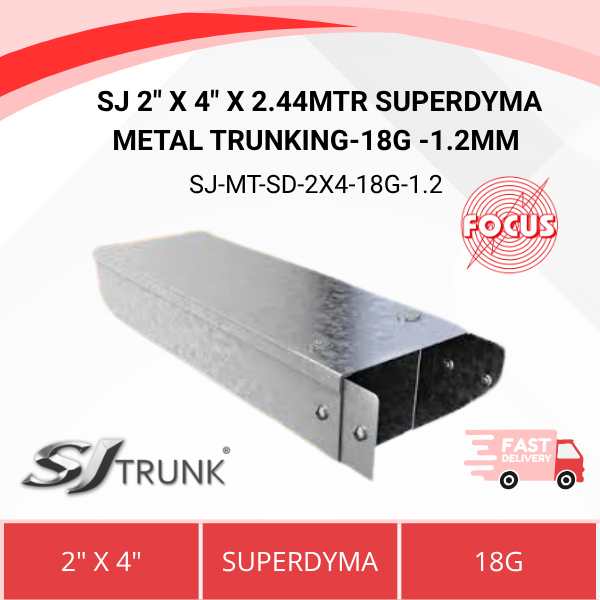 SJ 2" X 4" X 2.44MTR SUPERDYMA
METAL TRUNKING-18G -1.2MM
SJ-MT-SD-2X4-18G-1.2
FOCUS
SJ TRUNK®
FAST
DELIVERY
2" X 4"
SUPERDYMA
18G